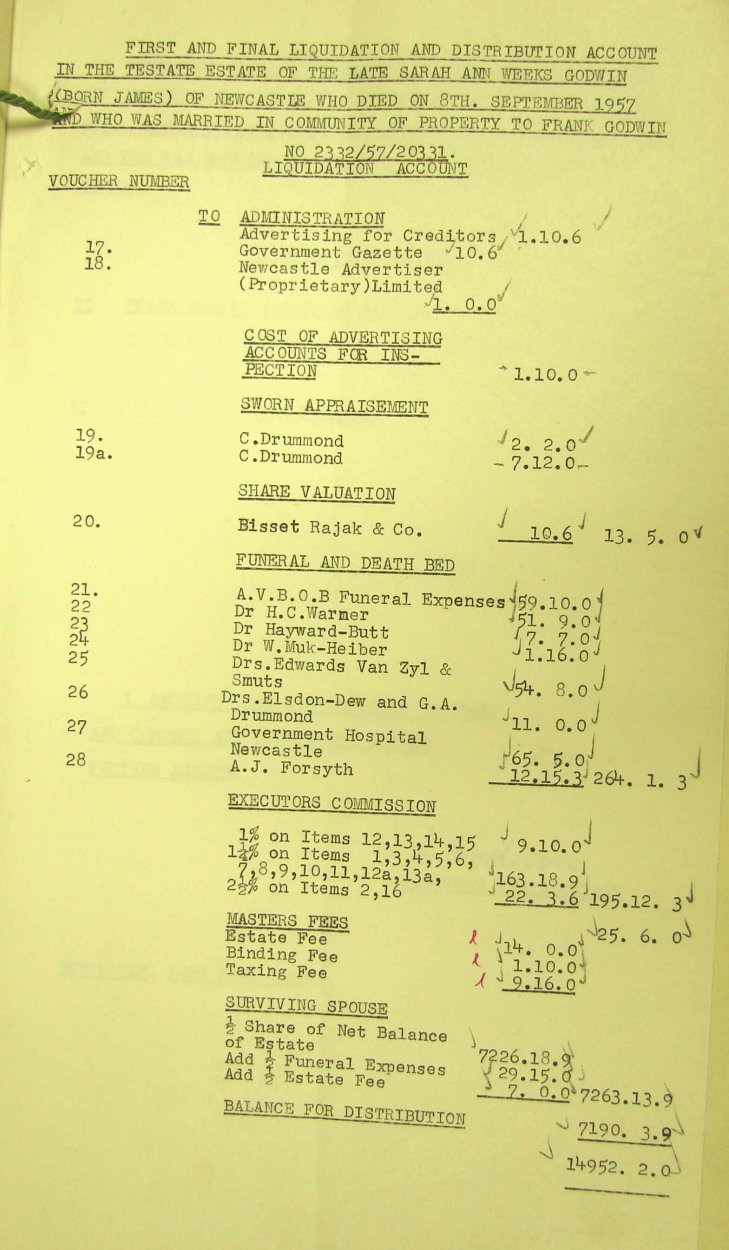 FIRST AND FINAL LIQUIDATION AND DISTRIBUTION ACCOUNT
IN THE TESTATE ESTATE OF THE LATE SARAH ANN WEEKS GODWIN
(BORN JAMES) OF NEWCASTLE WHO DIED ON 8TH. SEPTEMBER 1957
AND WHO WAS MARRIED IN COMMUNITY OF PROPERTY TO FRANK GODWIN
NO 2332/57/20331.
LIQUIDATION ACCOUNT
VOUCHER NUMBER
TO ADMINISTRATION
Advertising for Creditors 1.10.6
17. Government Gazette 10.6
18. Newcastle Advertiser
(Proprietary)Limited
1. 0.0
COST OF ADVERTISING
ACCOUNTS FOR INS-
PECTION 1.10.0
SWORN APPRAISEMENT
19. C.Drummond 2. 2.0
19a. C.Drummond 7.12.0
SHARE VALUATION
20. Bisset Rajak & Co. 10.6 13. 5. 0
FUNERAL AND DEATH BED
21. A.V.B.O.B Funeral Expenses 59.10.0
22 Dr H.C.Warmer 51. 9.0
23 Dr Hayward-Butt 7. 7.0
24 Dr W.Muk-Heiber 1.16.0
25 Drs.Edwards Van Zyl &
Smuts 54. 8.0
26 Drs.Elsdon-Dew and G.A.
Drummond 11. 0.0
27 Government Hospital
Newcastle 65. 5.0
28 A.J. Forsyth 12.15.3 264. 1. 3
EXECUTORS COMMISSION
1% on Items 12,13,14,15 9.10.0
1¼% on Items 1,3,4,5,6,
7,8,9,10,11,12a,13a, 163.18.9
2½% on Items 2,16 22. 3.6 195.12. 3
MASTERS FEES 25. 6. 0
Estate Fee 14. 0.0
Binding Fee 1.10.0
Taxing Fee 9.16.0
SURVIVING SPOUSE
½ Share of Net Balance
of Estate 7226.18.9
Add ½ Funeral Expenses 29.15.0
Add ½ Estate Fee 7. 0.0 7263.13.9
BALANCE FOR DISTRIBUTION 7190. 3.9
14952. 2.0